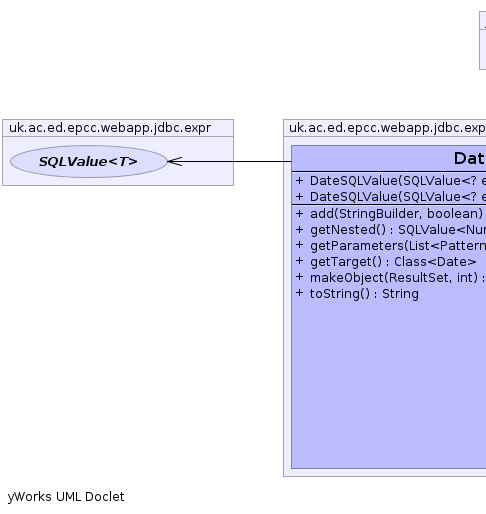 uk.ac.ed.epcc.webapp.jdbc.expr
SQLValue<T>
uk.ac.ed.epcc.webapp.jdbc.exp
Dat
+ DateSQLValue(SQLValue<? e
+ DateSQLValue(SQLValue<? e
+ add(StringBuilder, boolean)
+ getNested() : SQLValue<Num
+ getParameters(List<Pattern
+ getTarget() : Class<Date>
+ makeObject(ResultSet, int) :
+ toString() : String
yWorks UML Doclet